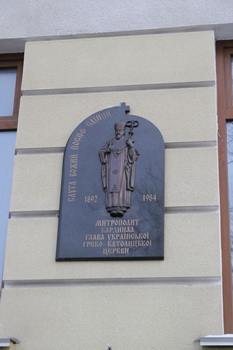 СЛУГА БОЖИЙ ЙОСИФ СЛІПИЙ
1892 1984
МИТРОПОЛИТ
КАРДИНАЛ
ГЛАВА УКРАЇНСЬКОЇ
ГРЕКО-КАТОЛИЦЬКОЇ
ЦЕРКВИ